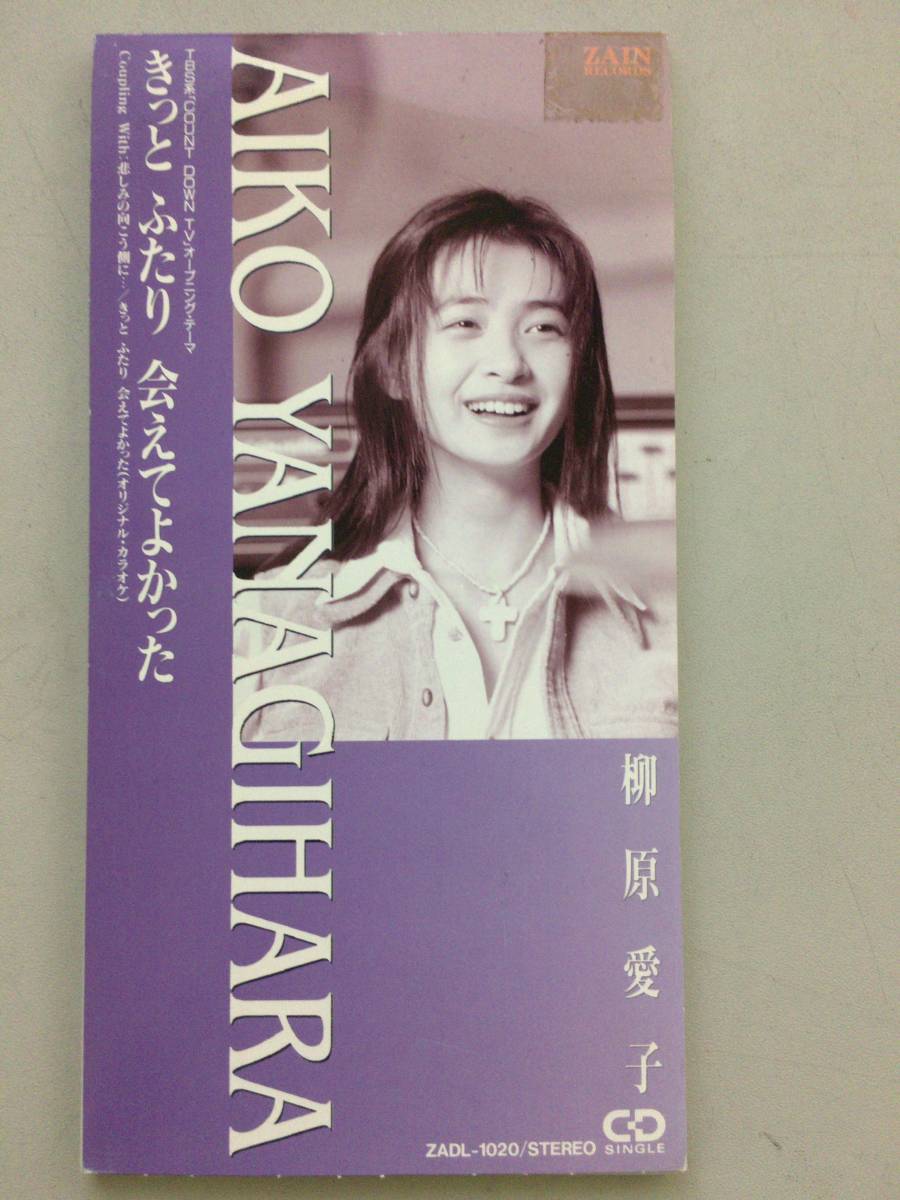 ZAIN
RECORDS
TBS系「COUNT DOWN TV」オープニング・テーマ
きっと ふたり 会えてよかった
Coupling With:悲しみの向こう側に…/きっと ふたり 会えてよかった(オリジナル・カラオケ)
AIKO YANAGIHARA
柳原愛子
ZADL-1020/STEREO
CD
SINGLE